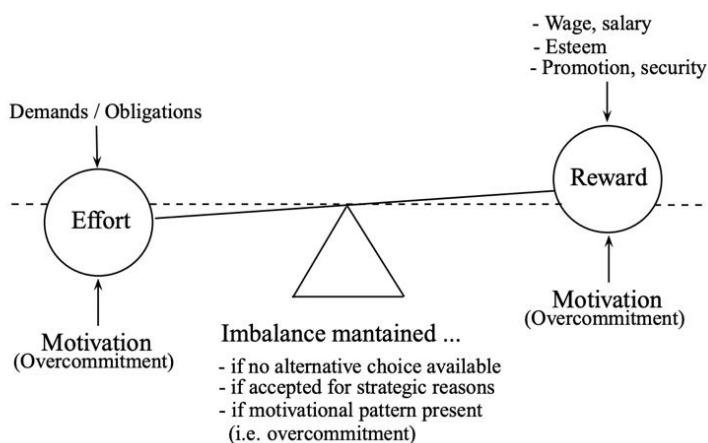 - Wage, salary
- Esteem
- Promotion, security
Demands / Obligations
Reward
Effort
Motivation
(Overcommitment)
Motivation
(Overcommitment)
Imbalance mantained ...
- if no alternative choice available
- if accepted for strategic reasons
- if motivational pattern present
(i.e. overcommitment)